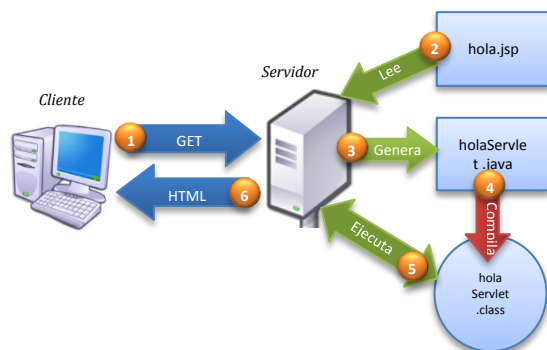 2
hola.jsp
Lee
Servidor
Cliente
1
GET
3
Genera
holaServle
t .java
4
HTML
6
Compila
Ejecuta
5
hola
Servlet
.class